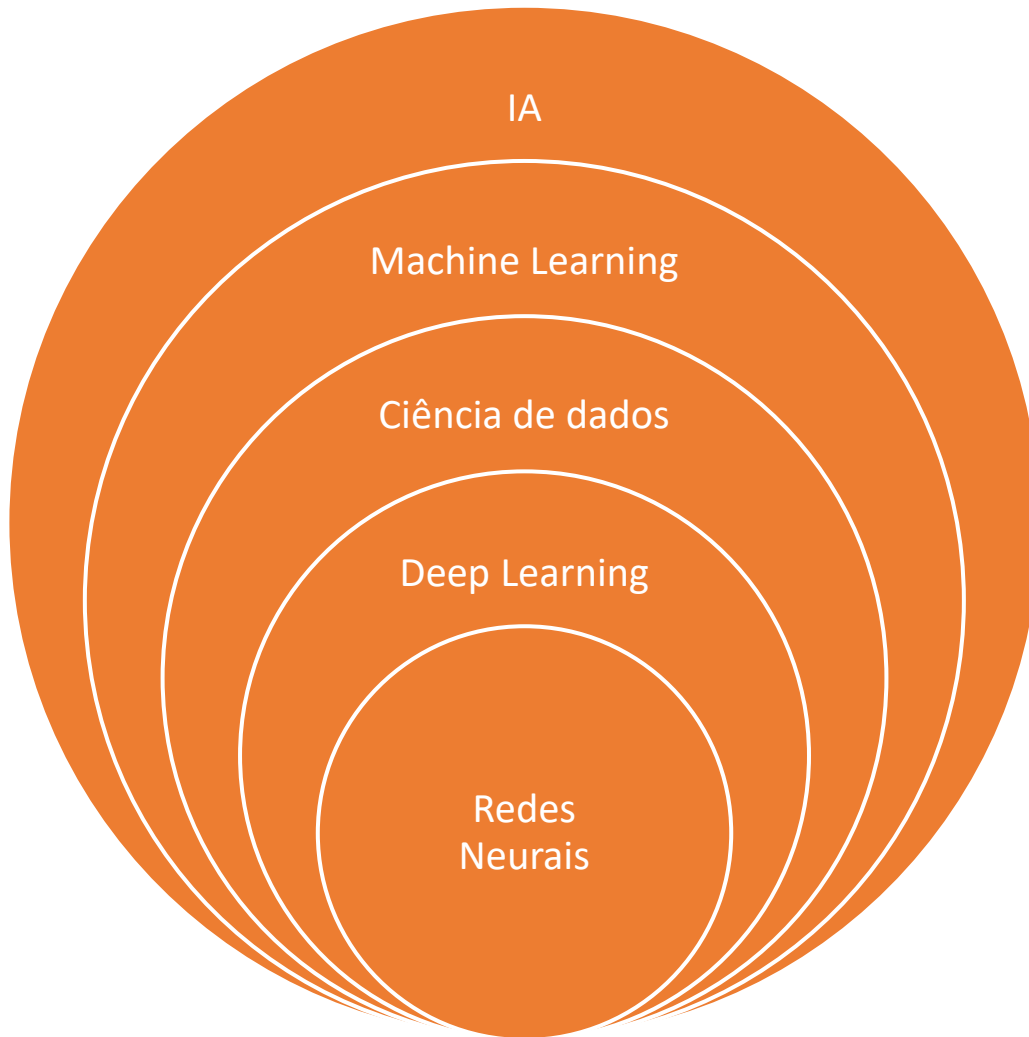 IA
Machine Learning
Ciência de dados
Deep Learning
Redes
Neurais